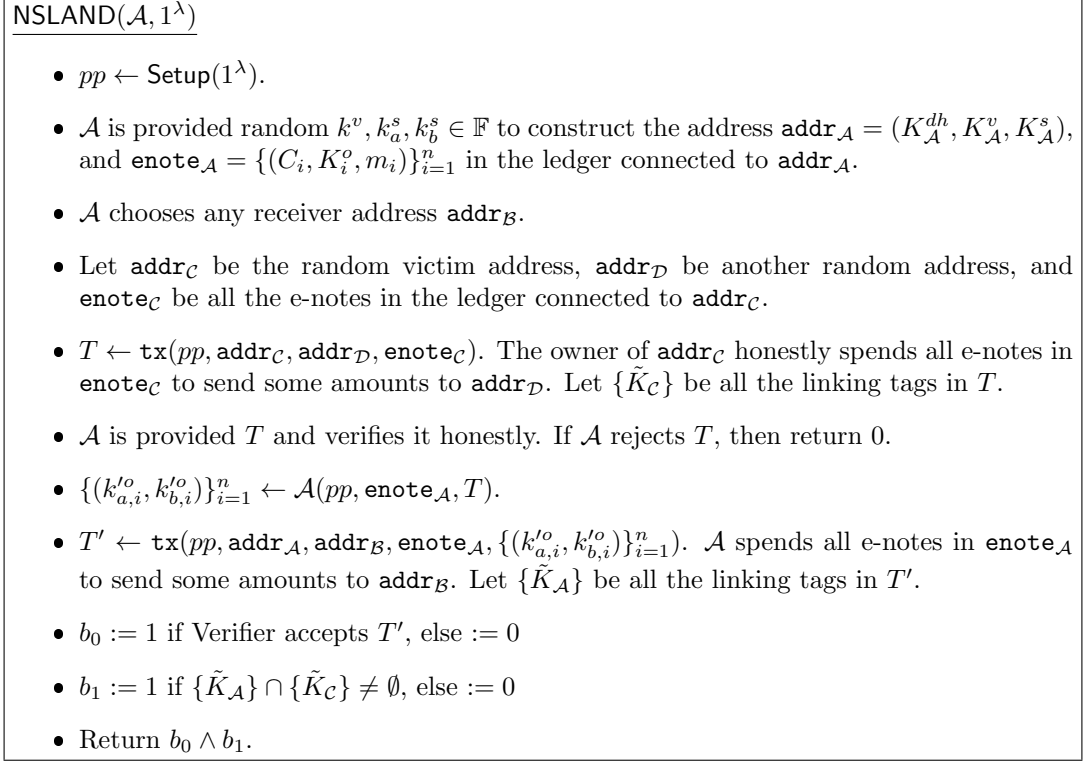 NSLAND(𝒜, 1^λ)
• pp ← Setup(1^λ).
• 𝒜 is provided random k^v, k_a^s, k_b^s ∈ 𝔽 to construct the address addr_𝒜 = (K_𝒜^{dh}, K_𝒜^v, K_𝒜^s),
and enote_𝒜 = {(C_i, K_i^o, m_i)}_{i=1}^n in the ledger connected to addr_𝒜.
• 𝒜 chooses any receiver address addr_ℬ.
• Let addr_𝒞 be the random victim address, addr_𝒟 be another random address, and
enote_𝒞 be all the e-notes in the ledger connected to addr_𝒞.
• T ← tx(pp, addr_𝒞, addr_𝒟, enote_𝒞). The owner of addr_𝒞 honestly spends all e-notes in
enote_𝒞 to send some amounts to addr_𝒟. Let {K̃_𝒞} be all the linking tags in T.
• 𝒜 is provided T and verifies it honestly. If 𝒜 rejects T, then return 0.
• {(k'^o_{a,i}, k'^o_{b,i})}_{i=1}^n ← 𝒜(pp, enote_𝒜, T).
• T' ← tx(pp, addr_𝒜, addr_ℬ, enote_𝒜, {(k'^o_{a,i}, k'^o_{b,i})}_{i=1}^n). 𝒜 spends all e-notes in enote_𝒜
to send some amounts to addr_ℬ. Let {K̃_𝒜} be all the linking tags in T'.
• b_0 := 1 if Verifier accepts T', else := 0
• b_1 := 1 if {K̃_𝒜} ∩ {K̃_𝒞} ≠ ∅, else := 0
• Return b_0 ∧ b_1.